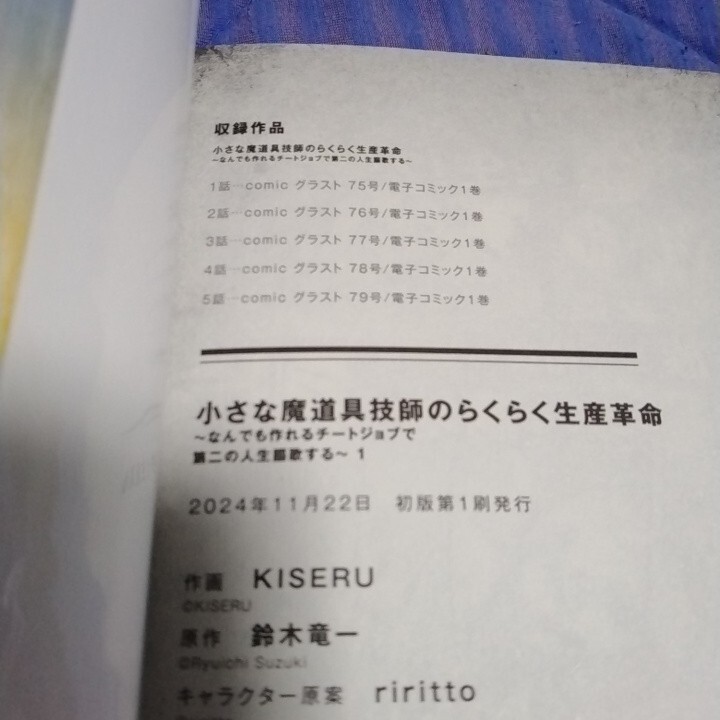 収録作品
小さな魔道具技師のらくらく生産革命
~なんでも作れるチートジョブで第二の人生謳歌する~
1話…comic グラスト 75号/電子コミック1巻
2話…comic グラスト 76号/電子コミック1巻
3話…comic グラスト 77号/電子コミック1巻
4話…comic グラスト 78号/電子コミック1巻
5話…comic グラスト 79号/電子コミック1巻
小さな魔道具技師のらくらく生産革命
~なんでも作れるチートジョブで
第二の人生謳歌する~ 1
2024年11月22日 初版第1刷発行
作画 KISERU
©KISERU
原作 鈴木竜一
©Ryuichi Suzuki
キャラクター原案 riritto